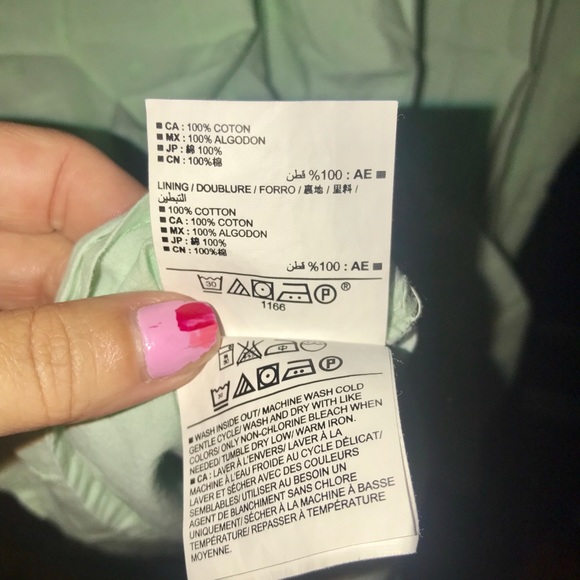 ■ CA : 100% COTON
■ MX : 100% ALGODON
■ JP : 綿 100%
■ CN : 100%棉
■ AE : 100% قطن
LINING / DOUBLURE / FORRO / 裏地 / 里料 /
التبطين
■ 100% COTTON
■ CA : 100% COTON
■ MX : 100% ALGODON
■ JP : 綿 100%
■ CN : 100%棉
■ AE : 100% قطن
30 P ®
1166
P
■ WASH INSIDE OUT/ MACHINE WASH COLD
GENTLE CYCLE/ WASH AND DRY WITH LIKE
COLORS/ ONLY NON-CHLORINE BLEACH WHEN
NEEDED/ TUMBLE DRY LOW/ WARM IRON.
■ CA : LAVER À L'ENVERS/ LAVER À LA
MACHINE À L'EAU FROIDE AU CYCLE DÉLICAT/
LAVER ET SÉCHER AVEC DES COULEURS
SEMBLABLES/ UTILISER AU BESOIN UN
AGENT DE BLANCHIMENT SANS CHLORE
UNIQUEMENT/ SÉCHER À LA MACHINE À BASSE
TEMPÉRATURE/ REPASSER À TEMPÉRATURE
MOYENNE.